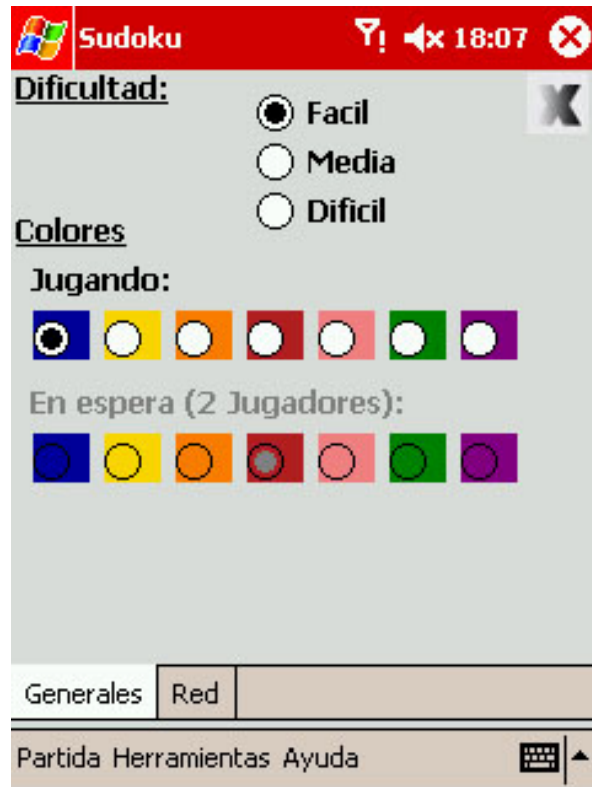 Sudoku 18:07
Dificultad:
Facil
Media
Dificil
Colores
Jugando:
En espera (2 Jugadores):
Generales Red
Partida Herramientas Ayuda